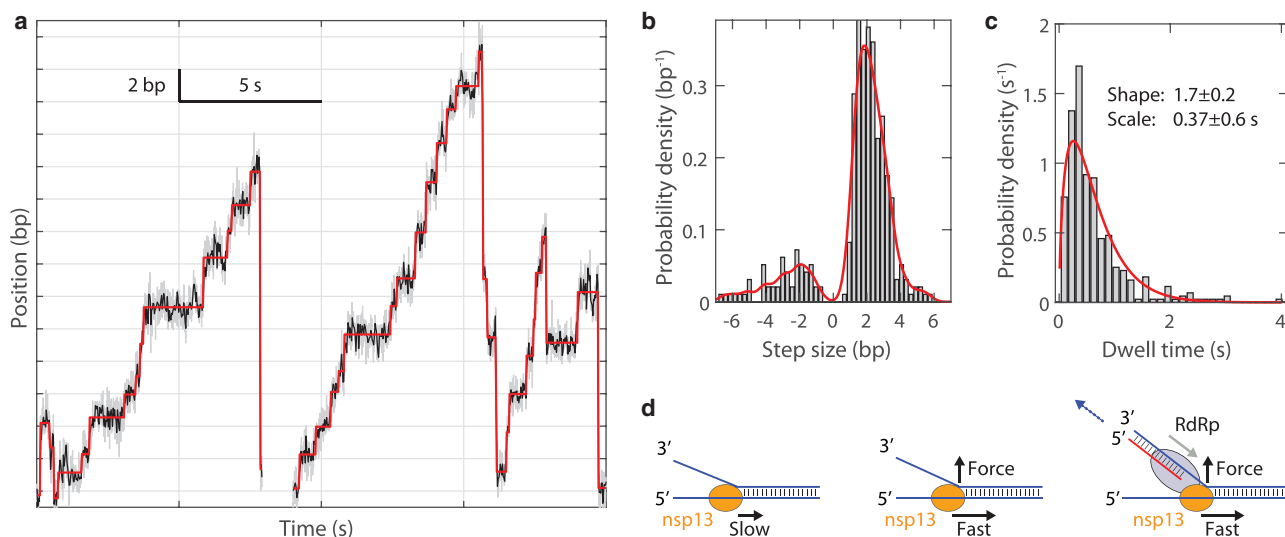 a
2 bp
5 s
Position (bp)
Time (s)
b
Probability density (bp⁻¹)
0.3
0.2
0.1
0
-6 -4 -2 0 2 4 6
Step size (bp)
c
Probability density (s⁻¹)
2
1.5
1
0.5
0
Shape: 1.7±0.2
Scale: 0.37±0.6 s
0 2 4
Dwell time (s)
d
3′
5′
nsp13
Slow
3′
5′
Force
nsp13
Fast
3′
5′
RdRp
Force
5′
nsp13
Fast